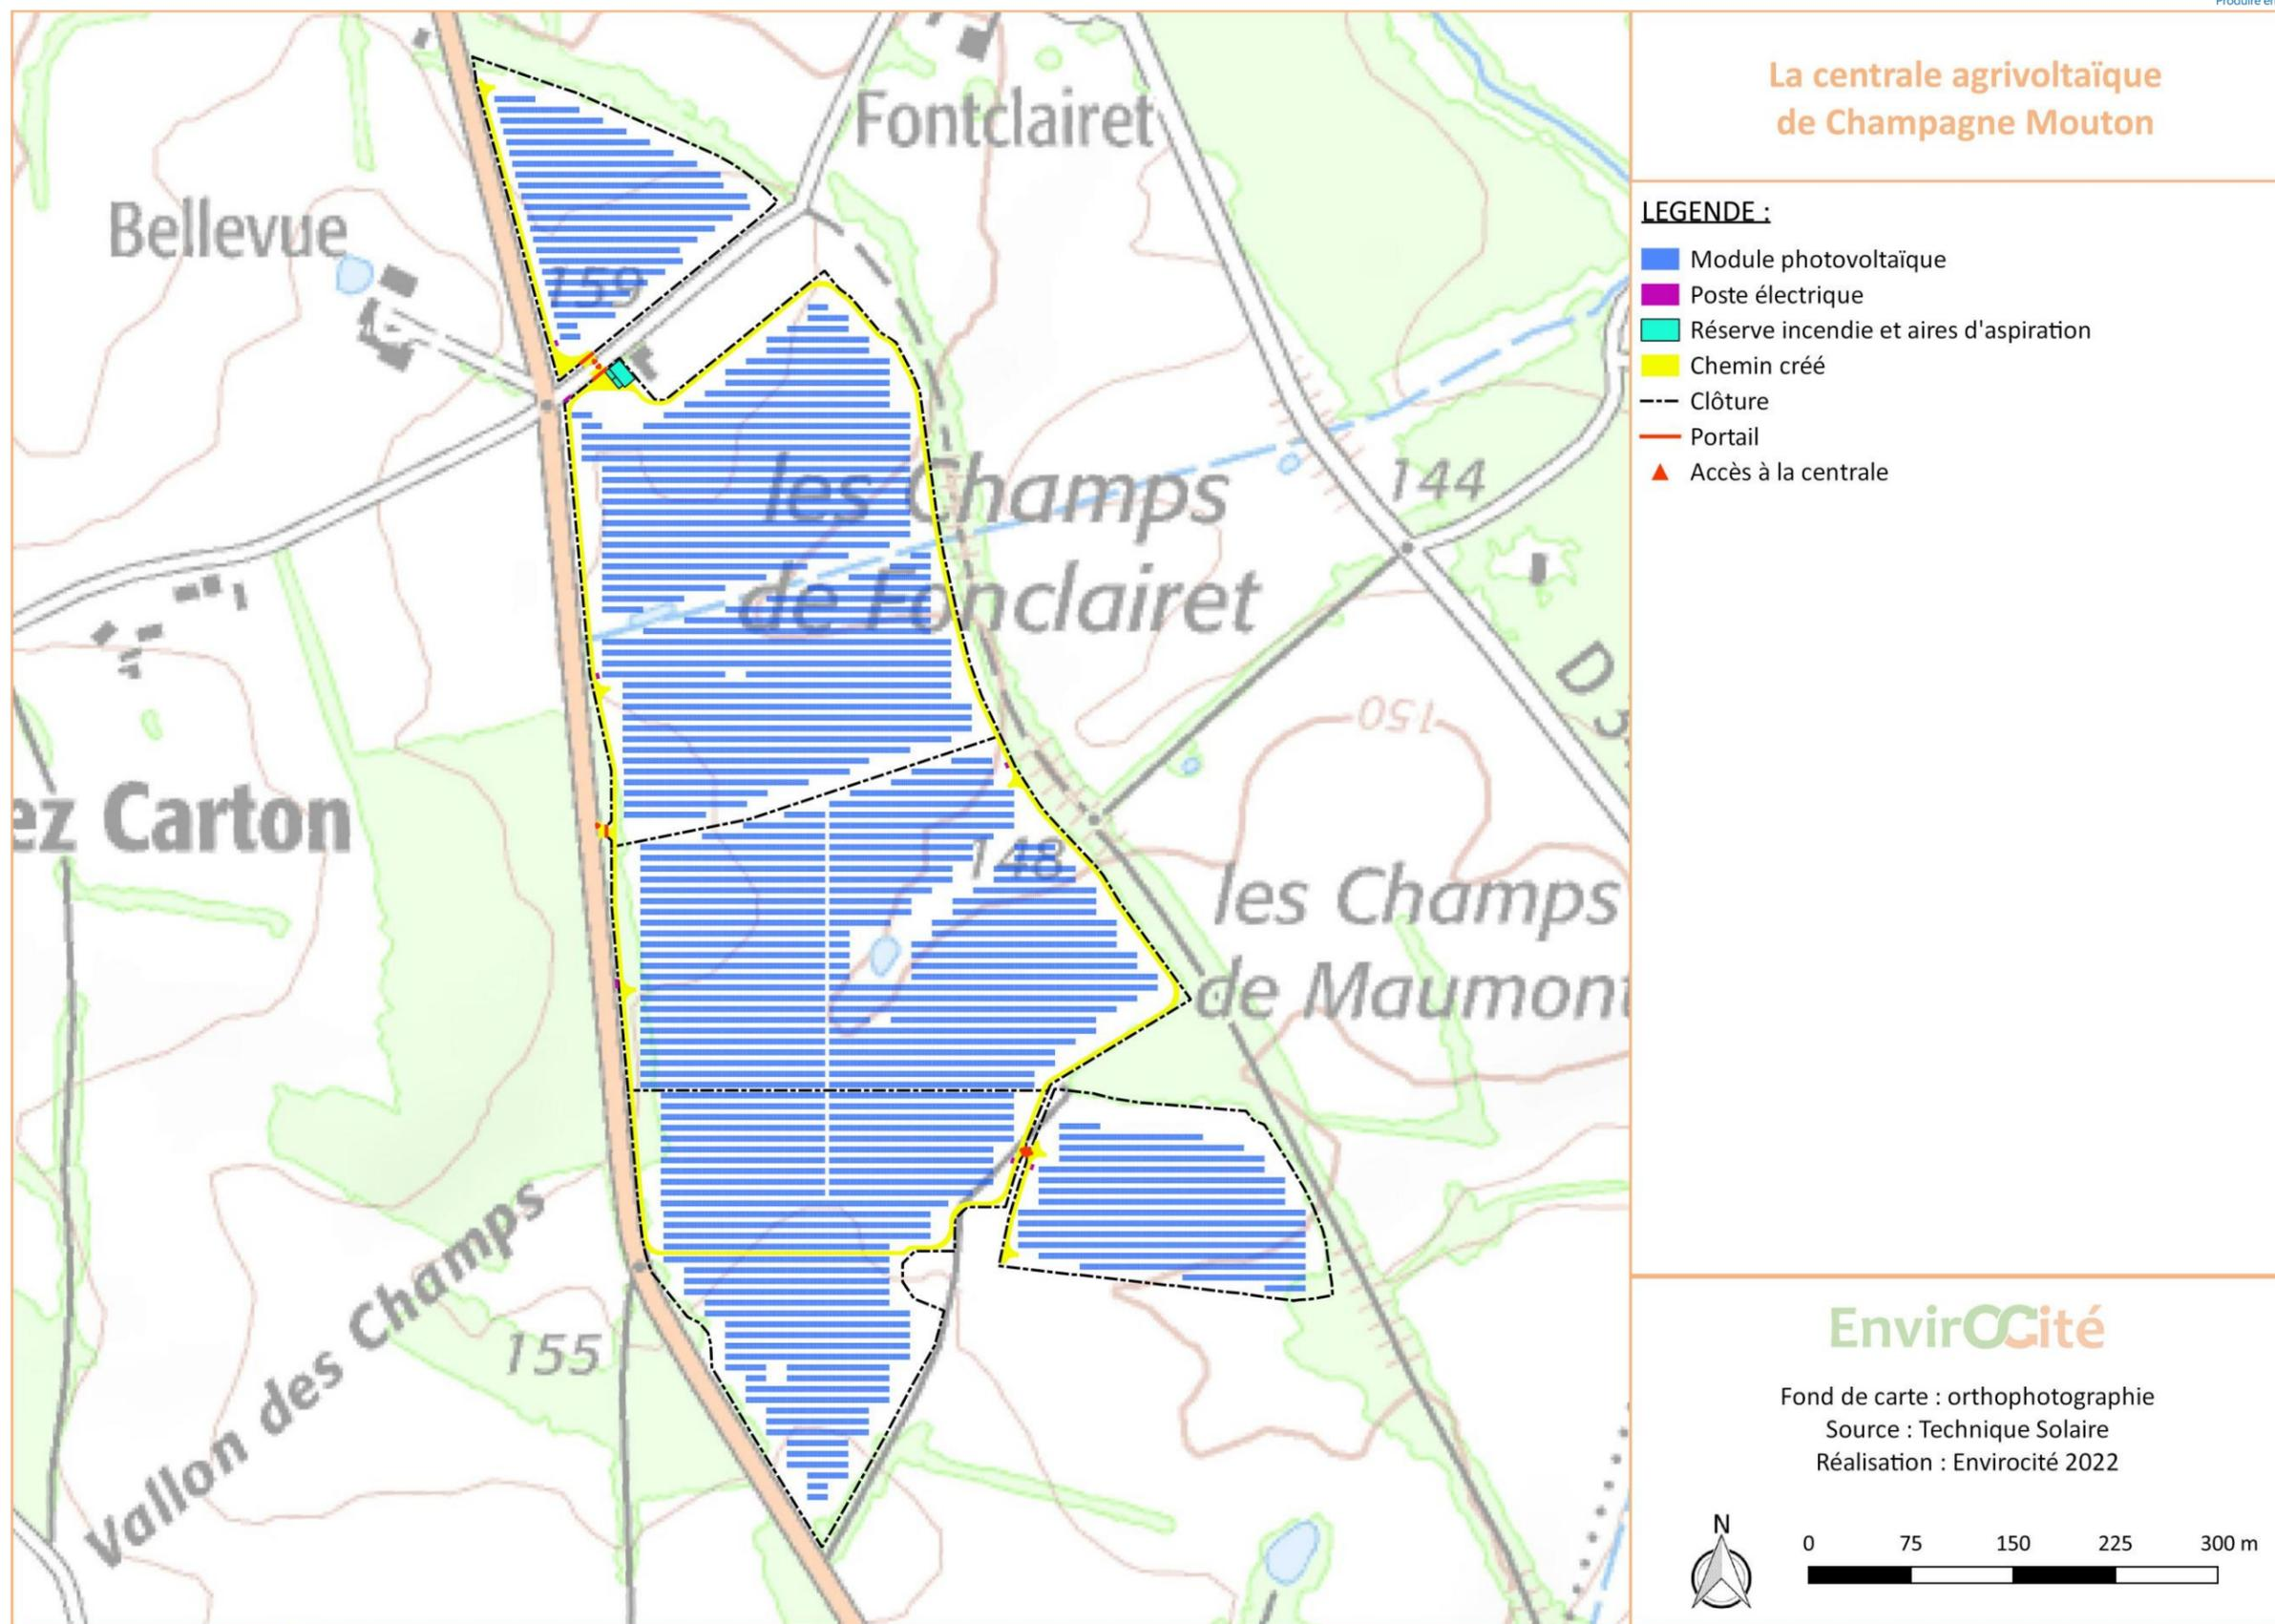 La centrale agrivoltaïque
de Champagne Mouton
LEGENDE :
Module photovoltaïque
Poste électrique
Réserve incendie et aires d'aspiration
Chemin créé
Clôture
Portail
Accès à la centrale
Fontclairet
Bellevue
159
les Champs
de Fonclairet
144
D
150
ez Carton
148
les Champs
de Maumont
Vallon des Champs
155
EnvirOCité
Fond de carte : orthophotographie
Source : Technique Solaire
Réalisation : Envirocité 2022
N
0 75 150 225 300 m